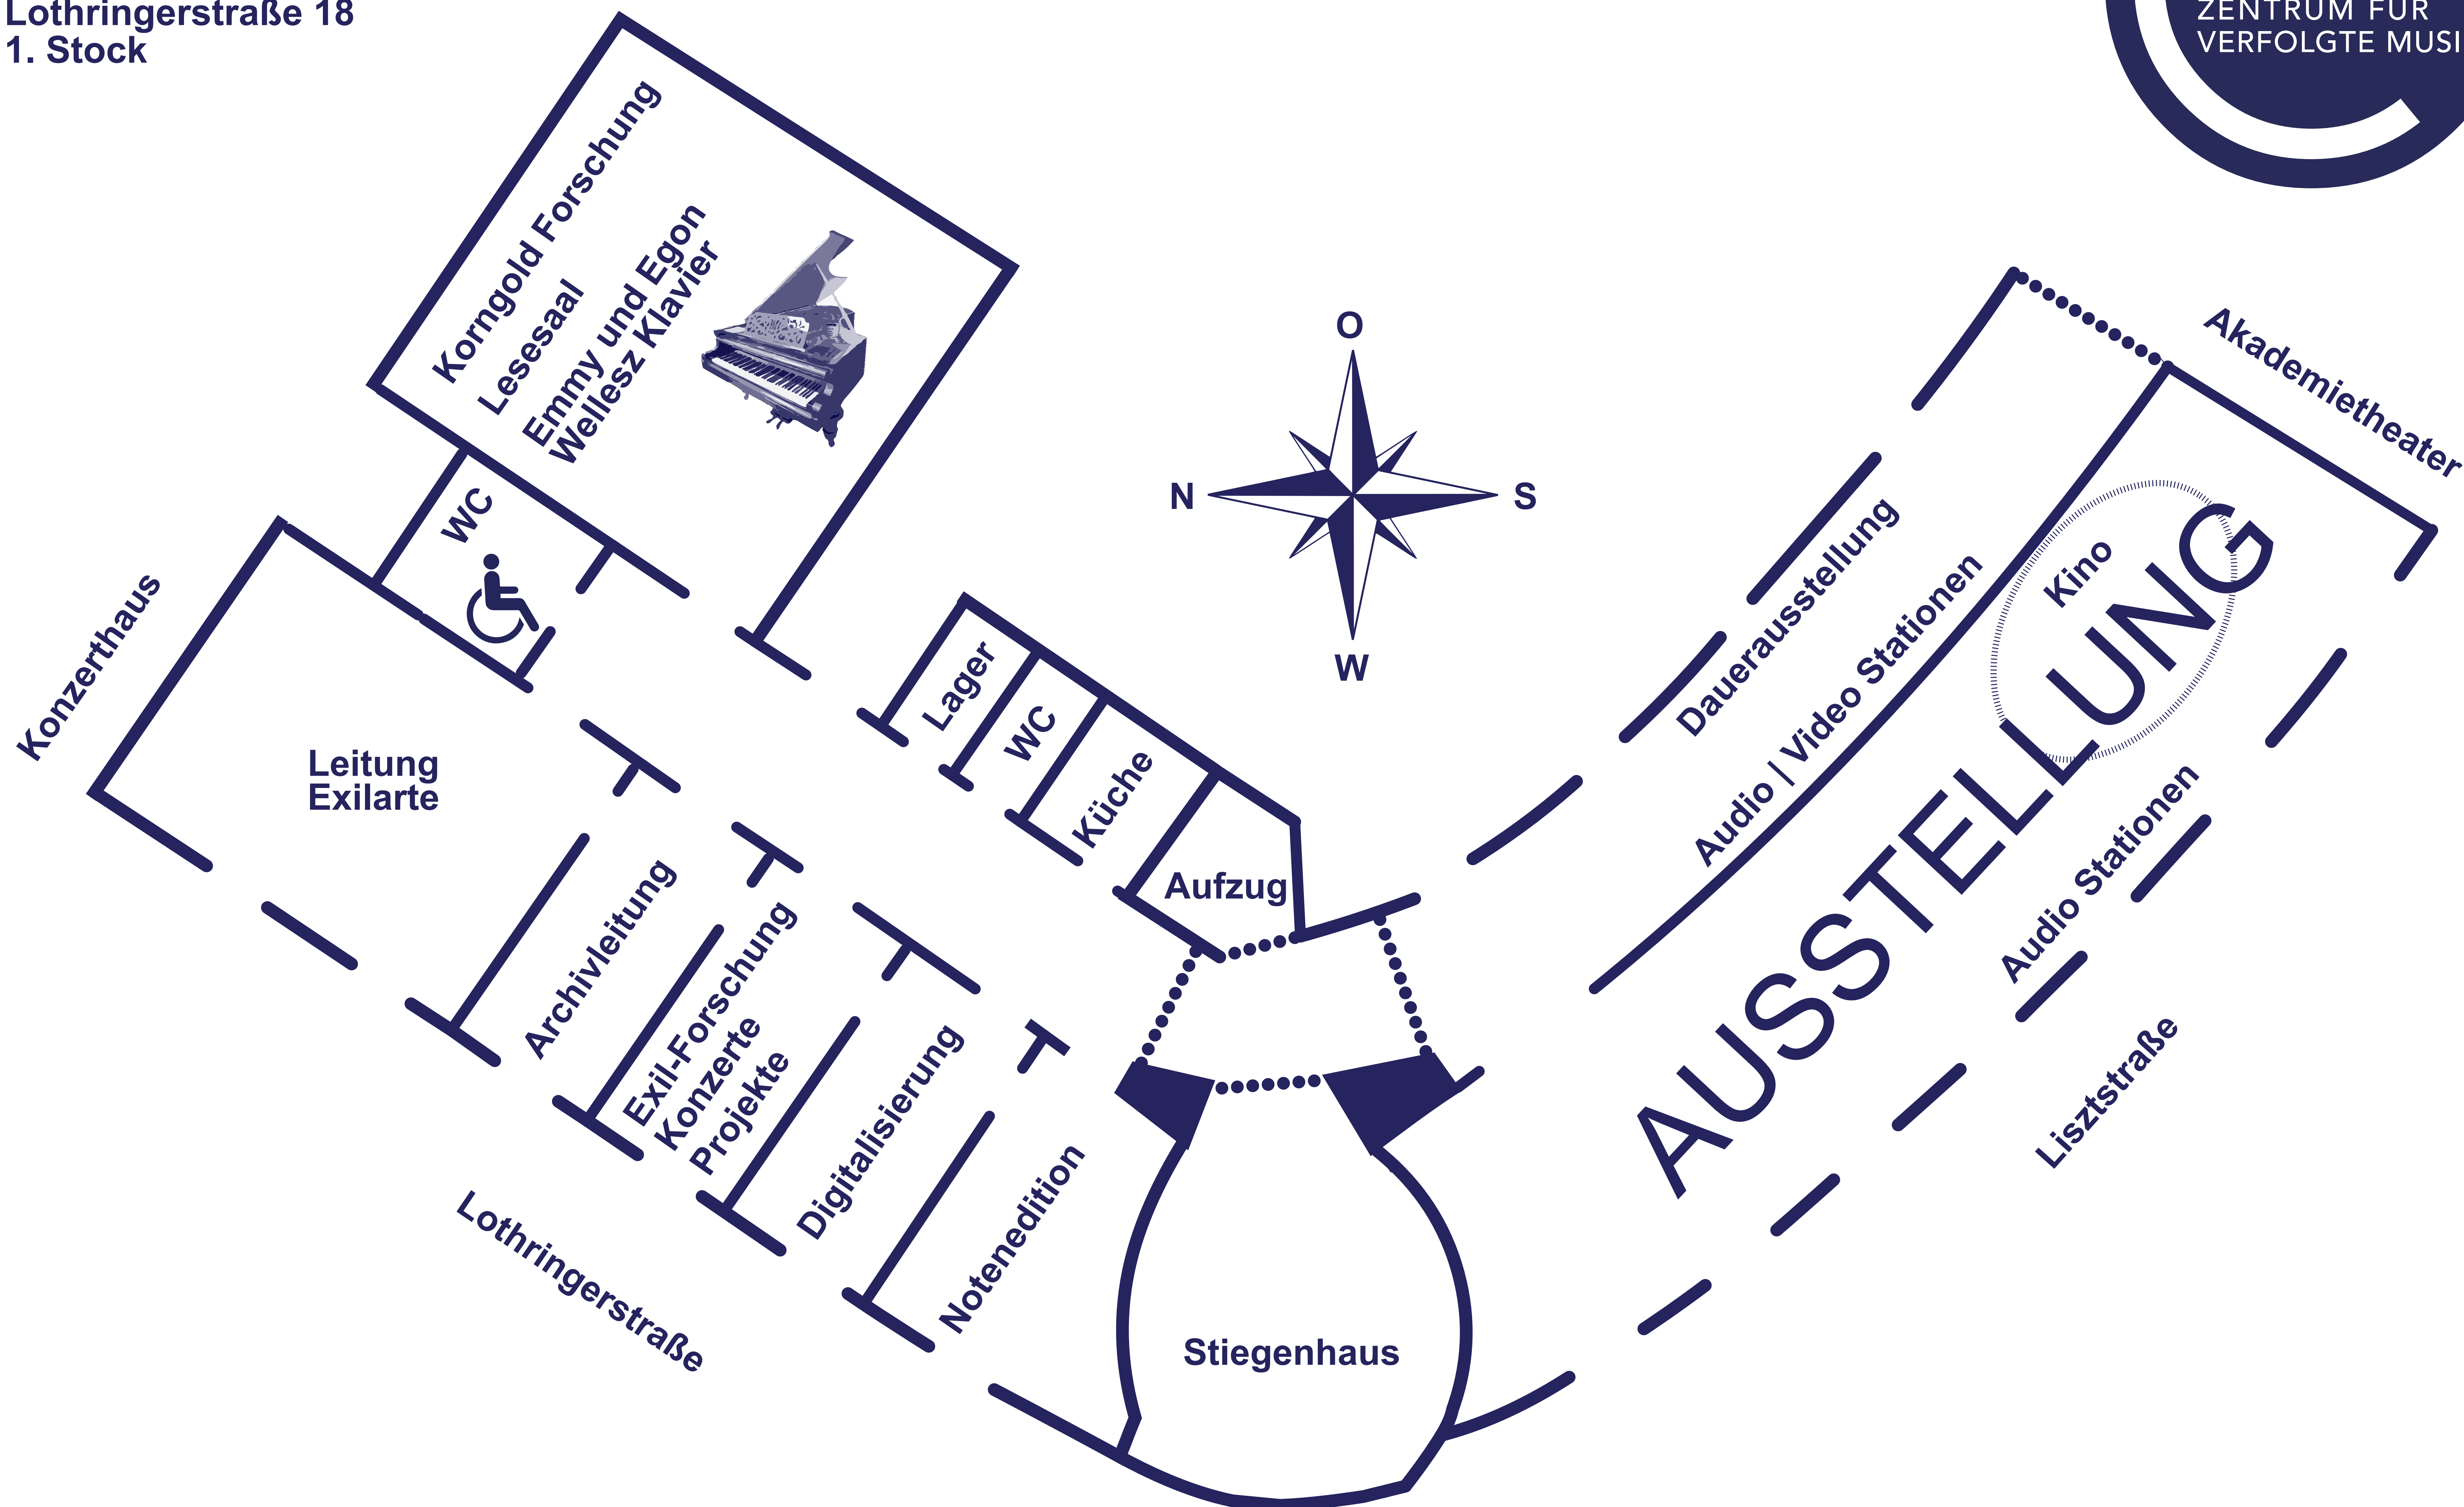 Lothringerstraße 18
1. Stock
ZENTRUM FÜR
VERFOLGTE MUSI
Korngold Forschung
Lesesaal
Emmy und Egon
Wellesz Klavier
WC
Konzerthaus
Leitung
Exilarte
O
N
S
W
Lager
WC
Küche
Aufzug
Archivleitung
Exil-Forschung
Konzerte
Projekte
Digitalisierung
Notenedition
Lothringerstraße
Stiegenhaus
Akademietheater
Dauerausstellung
Audio | Video Stationen
Kino
AUSSTELLUNG
Audio Stationen
Lisztstraße